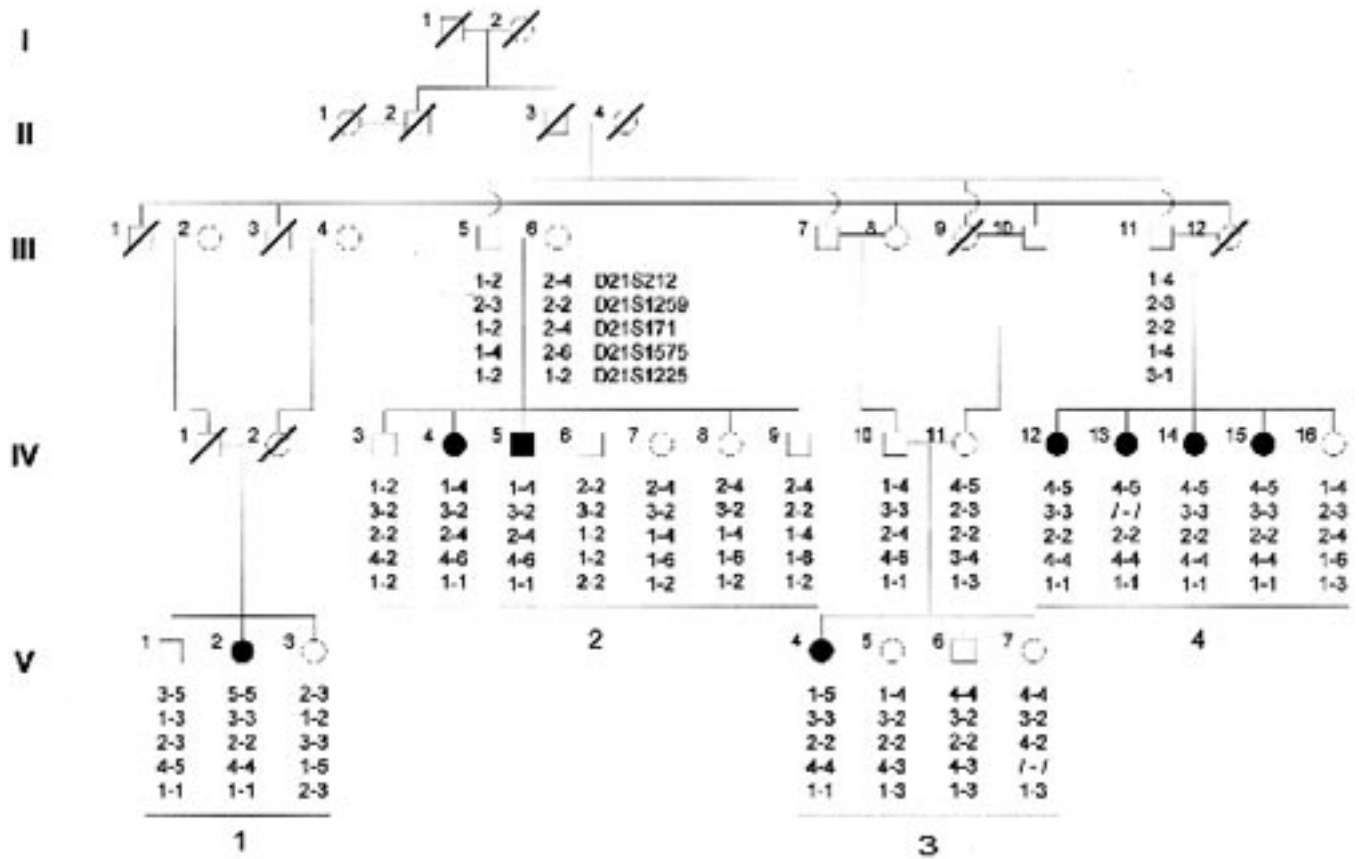 I 1 2
II 1 2 3 4
III 1 2 3 4 5 6 7 8 9 10 11 12
1-2 2-4 D21S212 1-4
2-3 2-2 D21S1259 2-3
1-2 2-4 D21S171 2-2
1-4 2-6 D21S1575 1-4
1-2 1-2 D21S1225 3-1
IV 1 2 3 4 5 6 7 8 9 10 11 12 13 14 15 16
1-2 1-4 1-4 2-2 2-4 2-4 2-4 1-4 4-5 4-5 4-5 4-5 4-5 1-4
3-2 3-2 3-2 3-2 3-2 3-2 2-2 3-3 2-3 3-3 /-/ 3-3 3-3 2-3
2-2 2-4 2-4 1-2 1-4 1-4 1-4 2-4 2-2 2-2 2-2 2-2 2-2 2-4
4-2 4-6 4-6 1-2 1-6 1-6 3-4 4-4 4-4 4-4 4-4 1-6
1-2 1-1 1-1 2-2 1-2 1-2 1-2 1-1 1-3 1-1 1-1 1-1 1-1 1-3
2 4
V 1 2 3 4 5 6 7
3-5 5-5 2-3 1-5 1-4 4-4 4-4
1-3 3-3 1-2 3-3 3-2 3-2 3-2
2-3 2-2 3-3 2-2 2-2 2-2 4-2
4-5 4-4 1-5 4-4 4-3 4-3 /-/
1-1 1-1 2-3 1-1 1-3 1-3 1-3
1 3